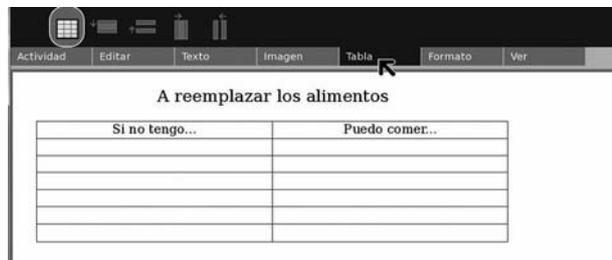 Actividad Editar Texto Imagen Tabla Formato Ver
A reemplazar los alimentos
Si no tengo... Puedo comer...